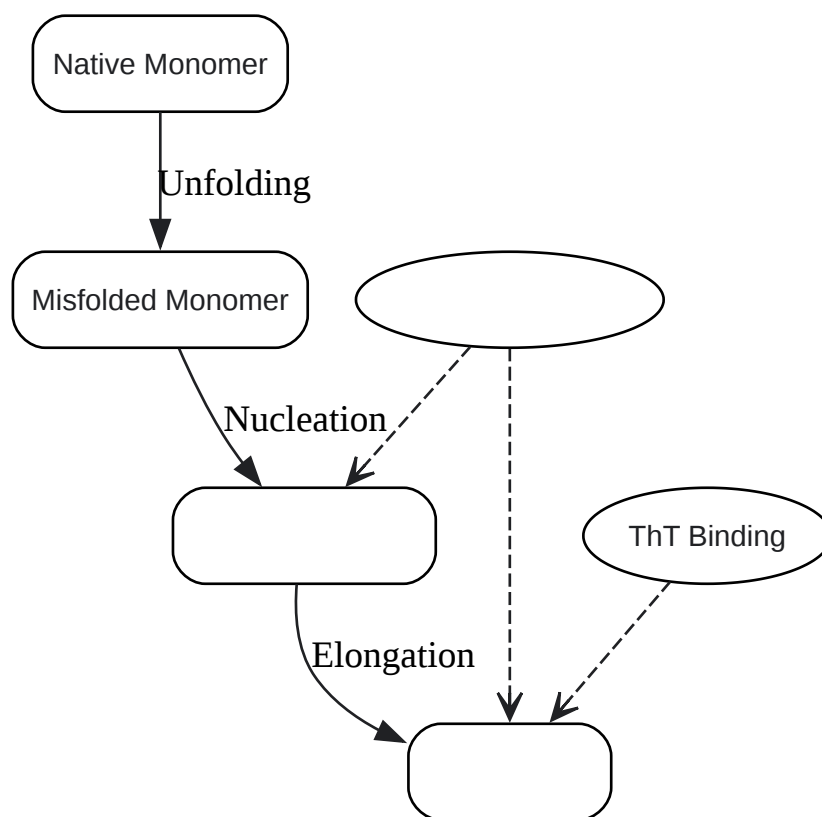 Native Monomer
Unfolding
Misfolded Monomer
Nucleation
ThT Binding
Elongation